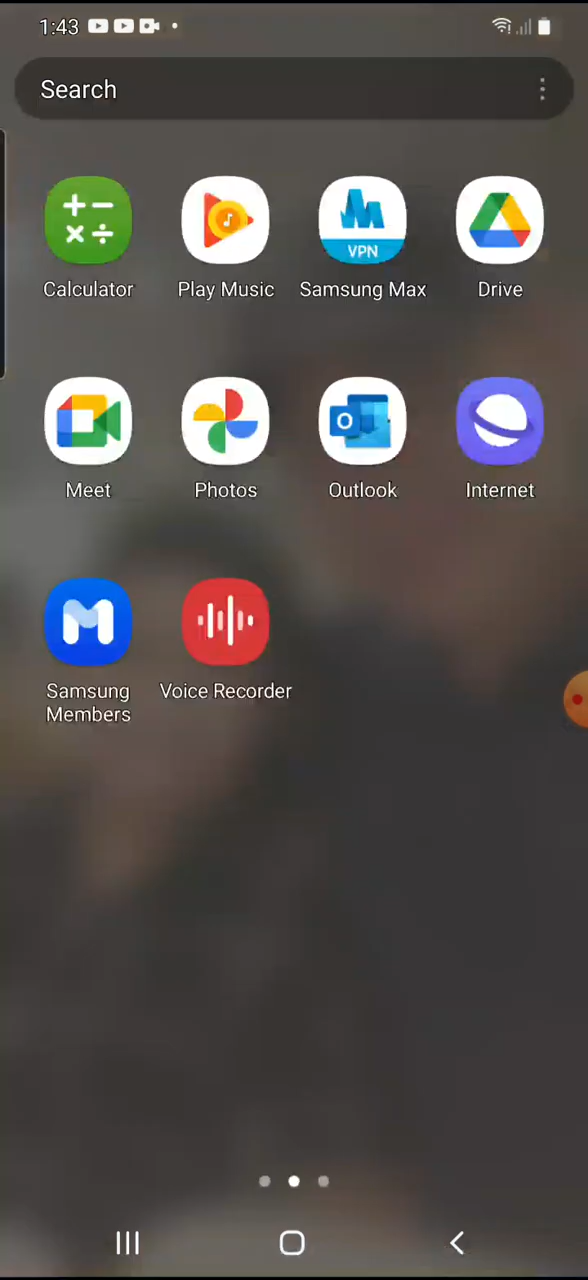 1:43
Search
VPN
Calculator
Play Music
Samsung Max
Drive
O
Meet
Photos
Outlook
Internet
Samsung
Members
Voice Recorder